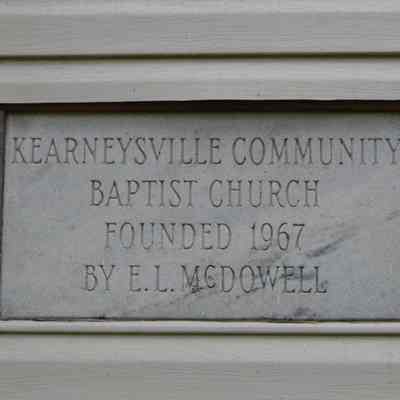 KEARNEYSVILLE COMMUNITY
BAPTIST CHURCH
FOUNDED 1967
BY E.L. McDOWELL